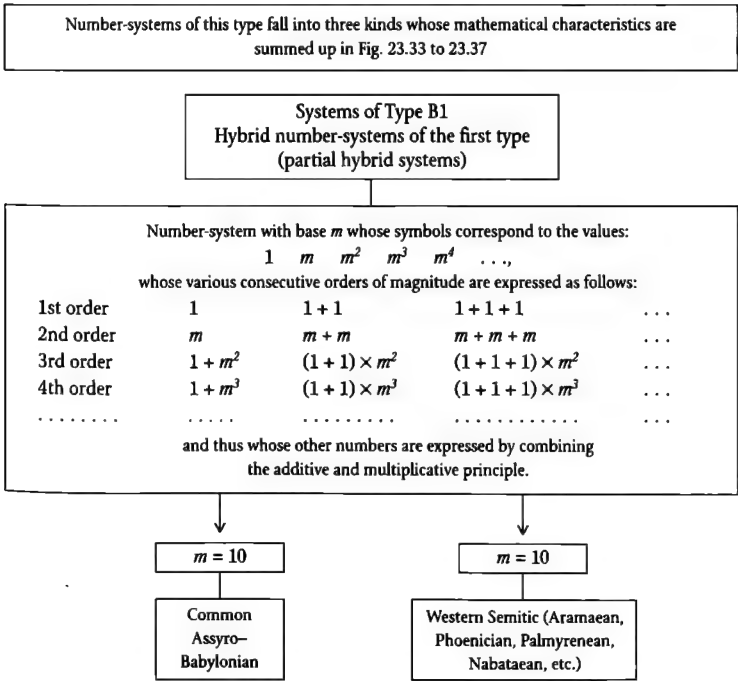 Number-systems of this type fall into three kinds whose mathematical characteristics are
summed up in Fig. 23.33 to 23.37
Systems of Type B1
Hybrid number-systems of the first type
(partial hybrid systems)
Number-system with base m whose symbols correspond to the values:
1 m m² m³ m⁴ . . .,
whose various consecutive orders of magnitude are expressed as follows:
1st order 1 1 + 1 1 + 1 + 1 . . .
2nd order m m + m m + m + m . . .
3rd order 1 + m² (1 + 1) × m² (1 + 1 + 1) × m² . . .
4th order 1 + m³ (1 + 1) × m³ (1 + 1 + 1) × m³ . . .
. . . . . . . . . . . . . . . . . . . . . . . . . . . . . . . . . . . . . .
and thus whose other numbers are expressed by combining
the additive and multiplicative principle.
m = 10
Common
Assyro–
Babylonian
m = 10
Western Semitic (Aramaean,
Phoenician, Palmyrenean,
Nabataean, etc.)